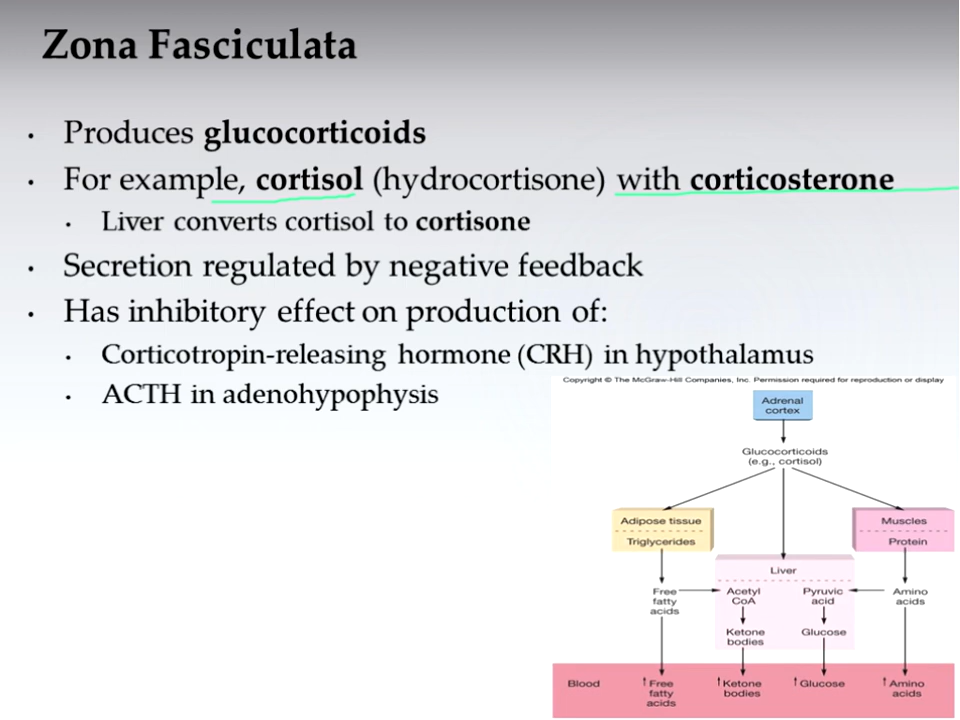 Zona Fasciculata
• Produces glucocorticoids
• For example, cortisol (hydrocortisone) with corticosterone
• Liver converts cortisol to cortisone
• Secretion regulated by negative feedback
• Has inhibitory effect on production of:
• Corticotropin-releasing hormone (CRH) in hypothalamus
• ACTH in adenohypophysis
Copyright © The McGraw-Hill Companies, Inc. Permission required for reproduction or display
Adrenal
cortex
Glucocorticoids
(e.g., cortisol)
Adipose tissue
Triglycerides
Muscles
Protein
Liver
Free
fatty
acids
Acetyl
CoA
Pyruvic
acid
Amino
acids
Ketone
bodies
Glucose
Blood
↑ Free
fatty
acids
↑ Ketone
bodies
↑ Glucose
↑ Amino
acids